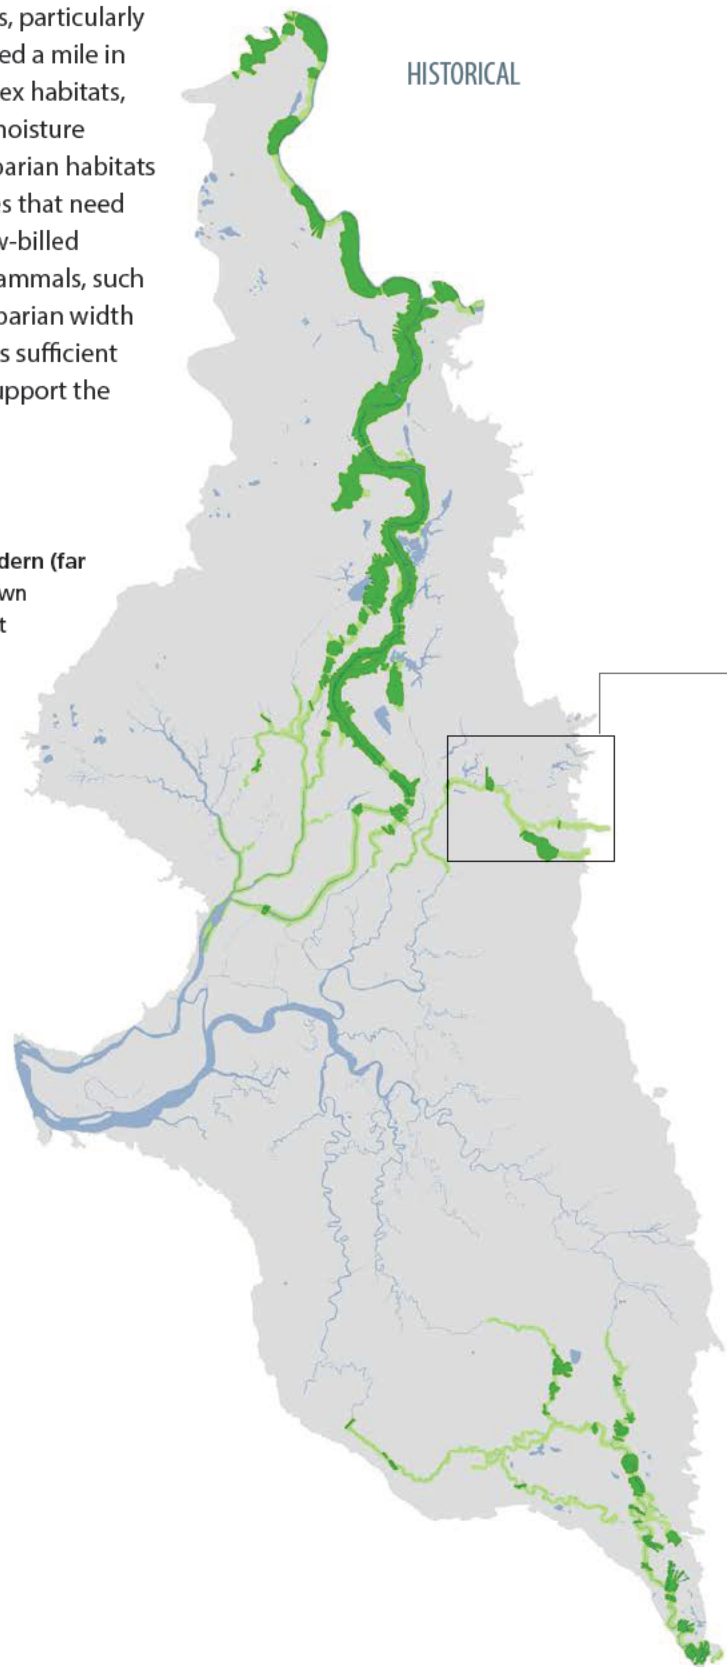 s, particularly
ed a mile in
ex habitats,
noisture
parian habitats
es that need
w-billed
ammals, such
parian width
s sufficient
upport the
dern (far
wn
t
HISTORICAL